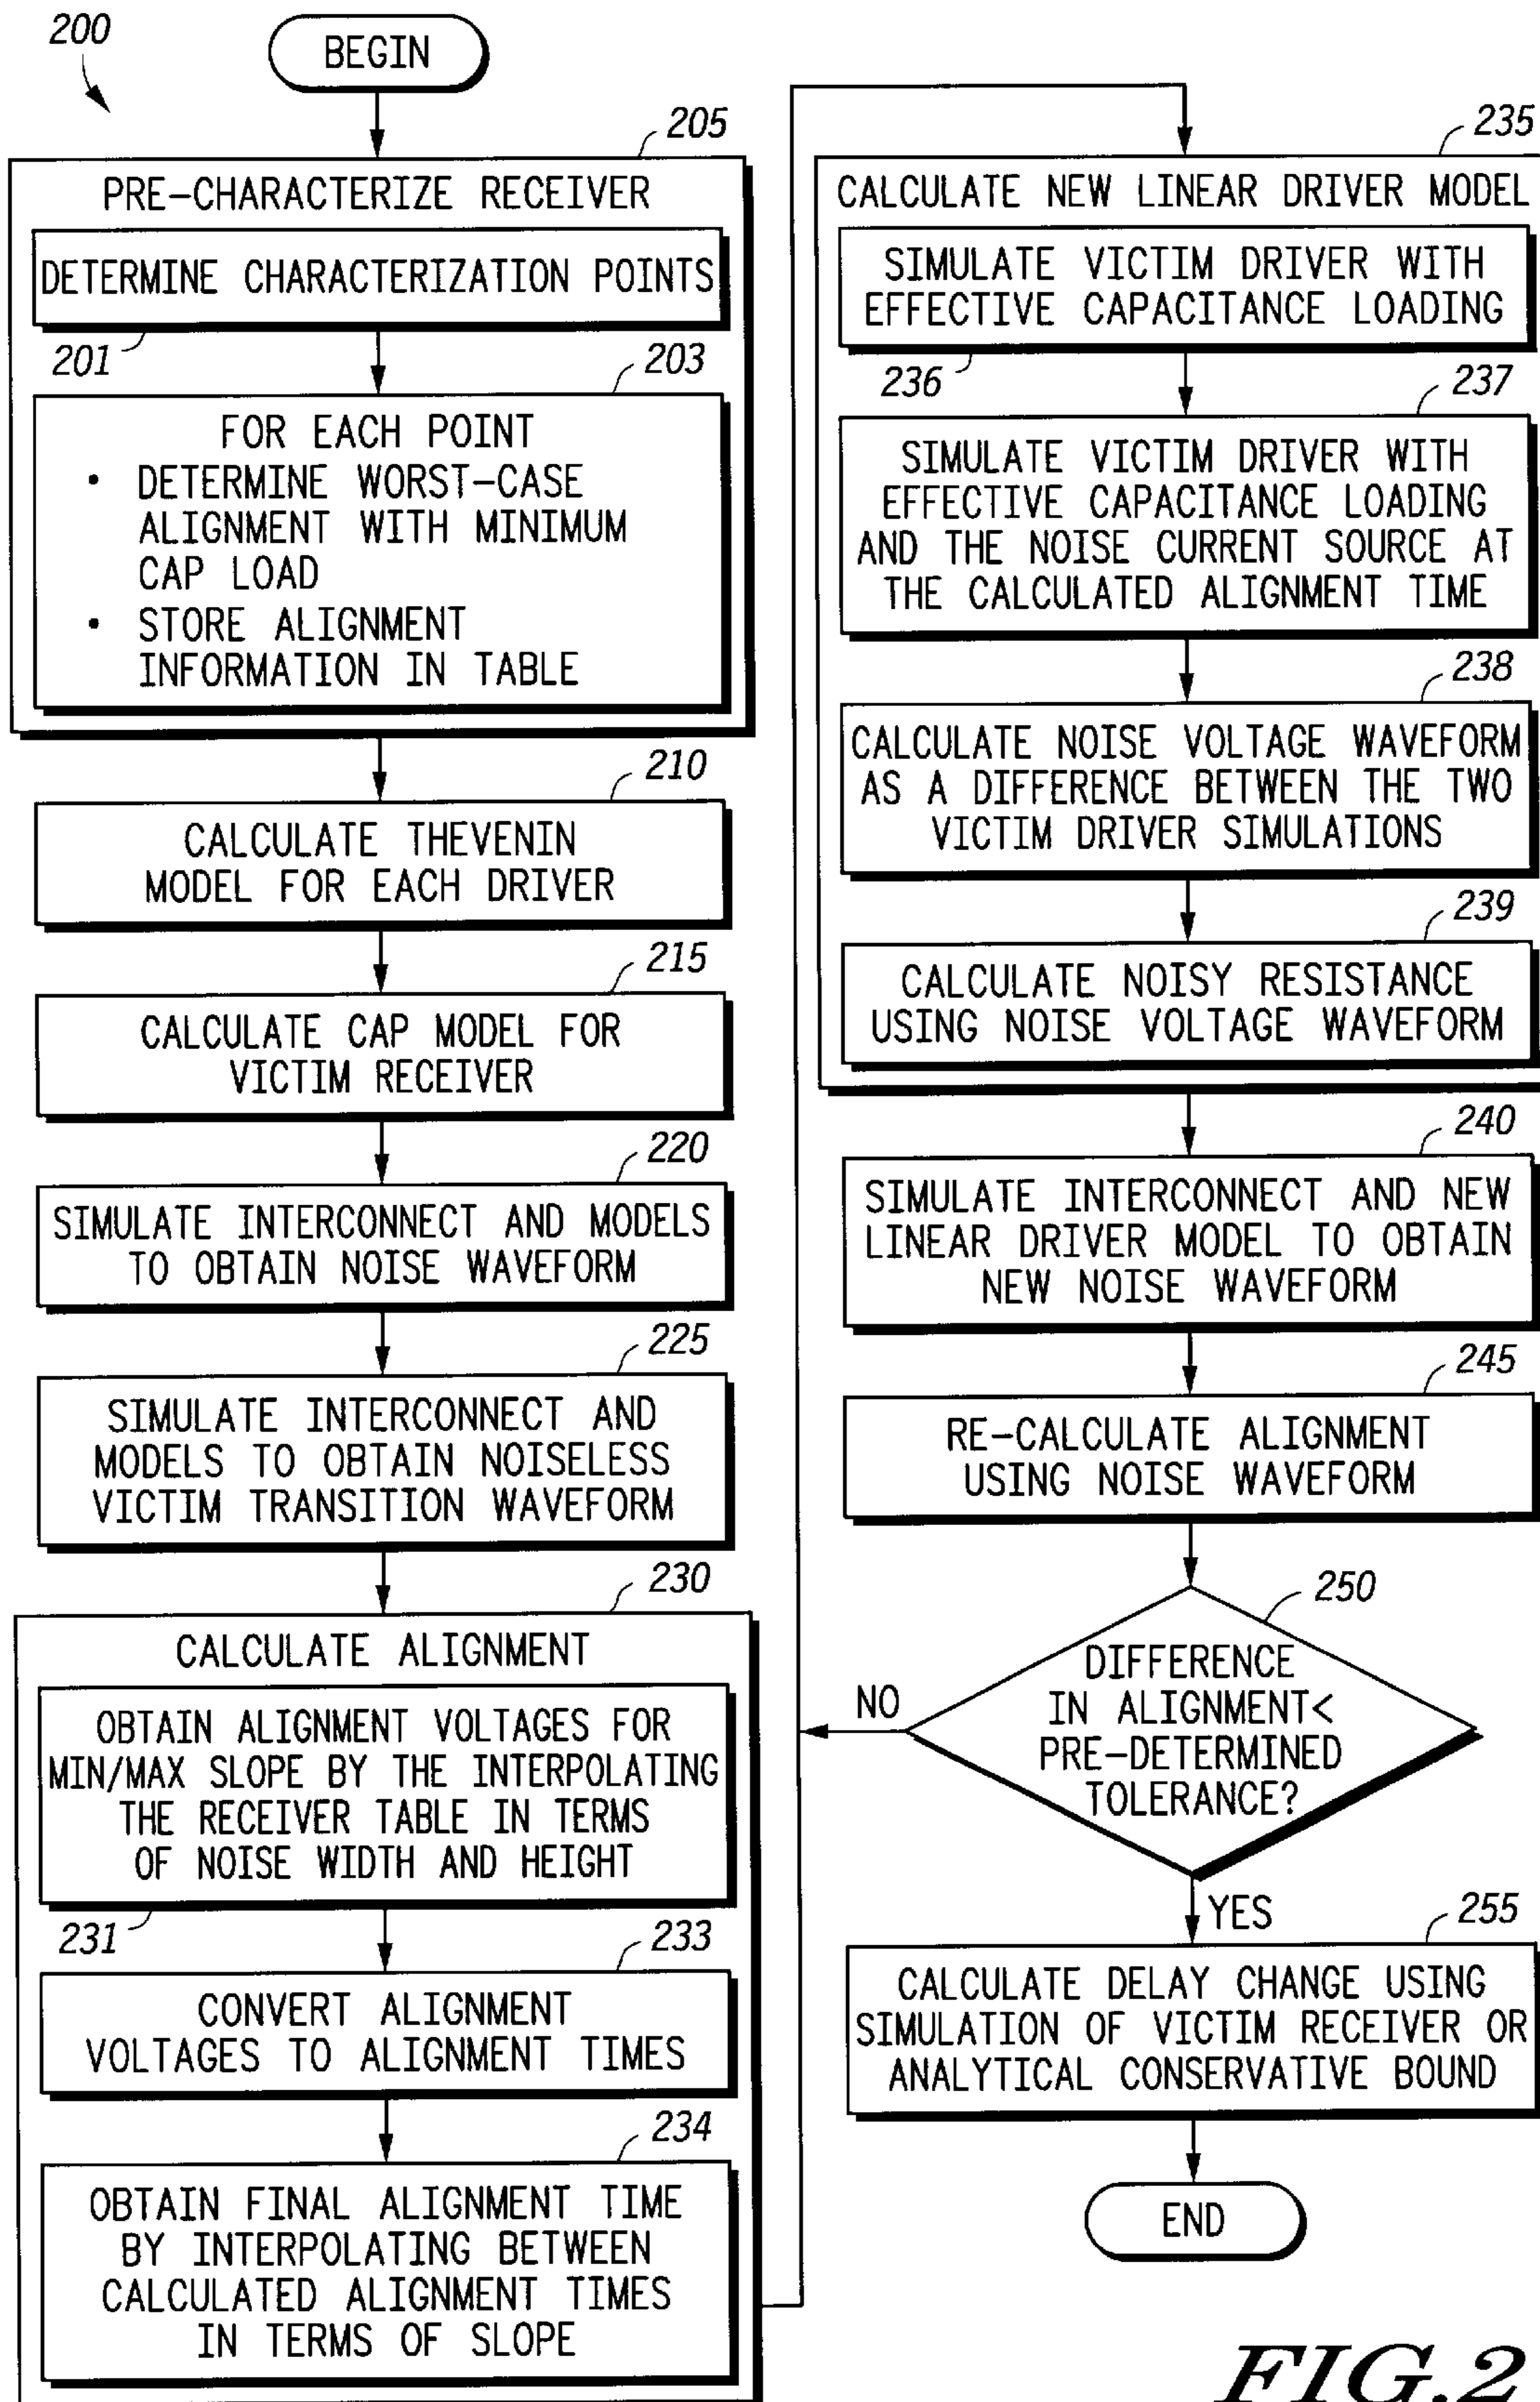 200
BEGIN
205
PRE-CHARACTERIZE RECEIVER
DETERMINE CHARACTERIZATION POINTS
201
203
FOR EACH POINT
• DETERMINE WORST-CASE
ALIGNMENT WITH MINIMUM
CAP LOAD
• STORE ALIGNMENT
INFORMATION IN TABLE
210
CALCULATE THEVENIN
MODEL FOR EACH DRIVER
215
CALCULATE CAP MODEL FOR
VICTIM RECEIVER
220
SIMULATE INTERCONNECT AND MODELS
TO OBTAIN NOISE WAVEFORM
225
SIMULATE INTERCONNECT AND
MODELS TO OBTAIN NOISELESS
VICTIM TRANSITION WAVEFORM
230
CALCULATE ALIGNMENT
OBTAIN ALIGNMENT VOLTAGES FOR
MIN/MAX SLOPE BY THE INTERPOLATING
THE RECEIVER TABLE IN TERMS
OF NOISE WIDTH AND HEIGHT
231
233
CONVERT ALIGNMENT
VOLTAGES TO ALIGNMENT TIMES
234
OBTAIN FINAL ALIGNMENT TIME
BY INTERPOLATING BETWEEN
CALCULATED ALIGNMENT TIMES
IN TERMS OF SLOPE
235
CALCULATE NEW LINEAR DRIVER MODEL
SIMULATE VICTIM DRIVER WITH
EFFECTIVE CAPACITANCE LOADING
236
237
SIMULATE VICTIM DRIVER WITH
EFFECTIVE CAPACITANCE LOADING
AND THE NOISE CURRENT SOURCE AT
THE CALCULATED ALIGNMENT TIME
238
CALCULATE NOISE VOLTAGE WAVEFORM
AS A DIFFERENCE BETWEEN THE TWO
VICTIM DRIVER SIMULATIONS
239
CALCULATE NOISY RESISTANCE
USING NOISE VOLTAGE WAVEFORM
240
SIMULATE INTERCONNECT AND NEW
LINEAR DRIVER MODEL TO OBTAIN
NEW NOISE WAVEFORM
245
RE-CALCULATE ALIGNMENT
USING NOISE WAVEFORM
250
DIFFERENCE
IN ALIGNMENT<
PRE-DETERMINED
TOLERANCE?
NO
YES
255
CALCULATE DELAY CHANGE USING
SIMULATION OF VICTIM RECEIVER OR
ANALYTICAL CONSERVATIVE BOUND
END
FIG.2